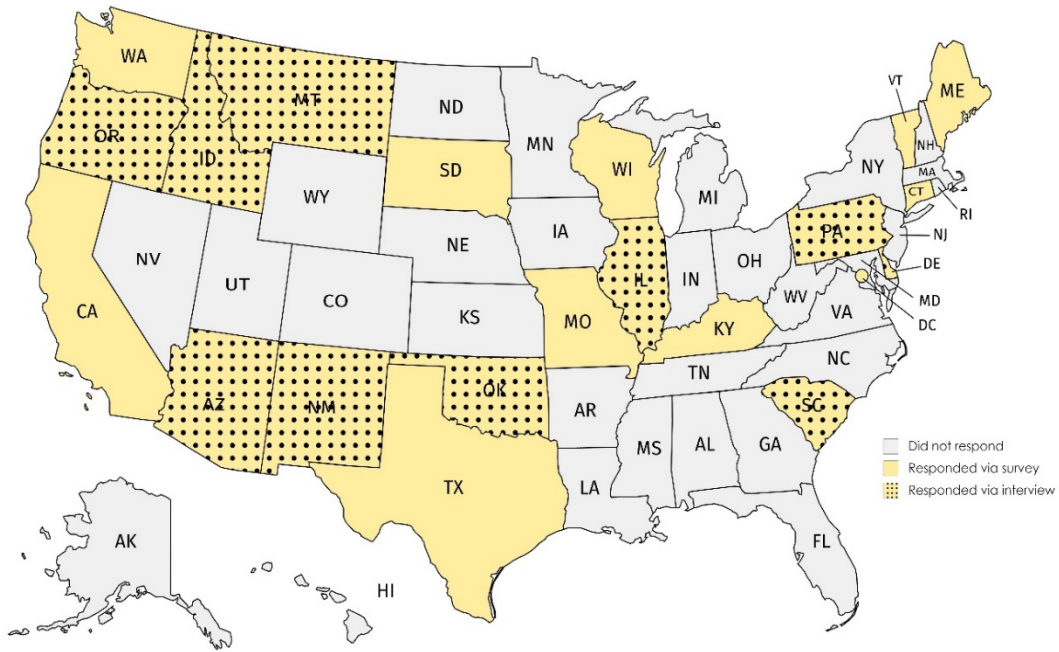 WA
MT
ND
MN
VT
ME
OR
ID
SD
WI
NY
NH
MA
CT
RI
WY
MI
IA
NE
PA
NJ
NV
UT
CO
IL
IN
OH
DE
MD
DC
CA
KS
MO
KY
WV
VA
AZ
NM
OK
AR
TN
NC
SC
MS
AL
GA
TX
LA
FL
Did not respond
Responded via survey
Responded via interview
AK
HI